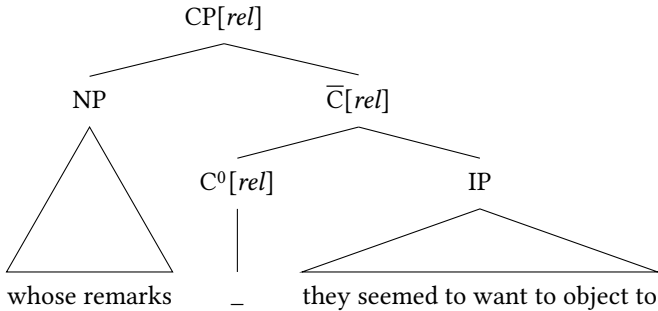 CP[rel]
NP C̅[rel]
C⁰[rel] IP
whose remarks – they seemed to want to object to